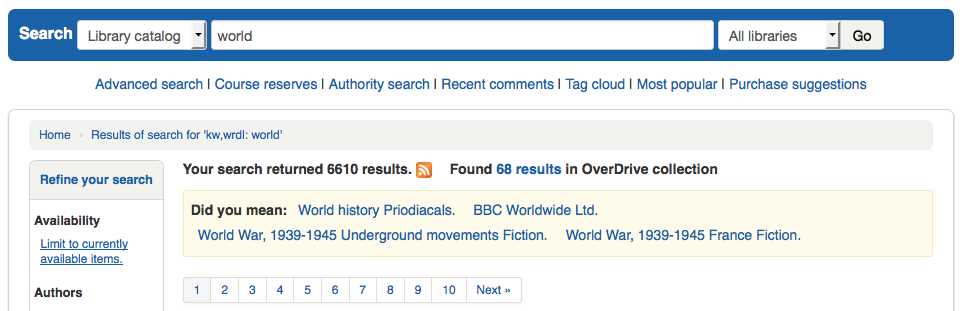 Search Library catalog world All libraries Go
Advanced search | Course reserves | Authority search | Recent comments | Tag cloud | Most popular | Purchase suggestions
Home › Results of search for 'kw,wrdl: world'
Refine your search
Availability
Limit to currently
available items.
Authors
Your search returned 6610 results. Found 68 results in OverDrive collection
Did you mean: World history Priodiacals. BBC Worldwide Ltd.
World War, 1939-1945 Underground movements Fiction. World War, 1939-1945 France Fiction.
1 2 3 4 5 6 7 8 9 10 Next »